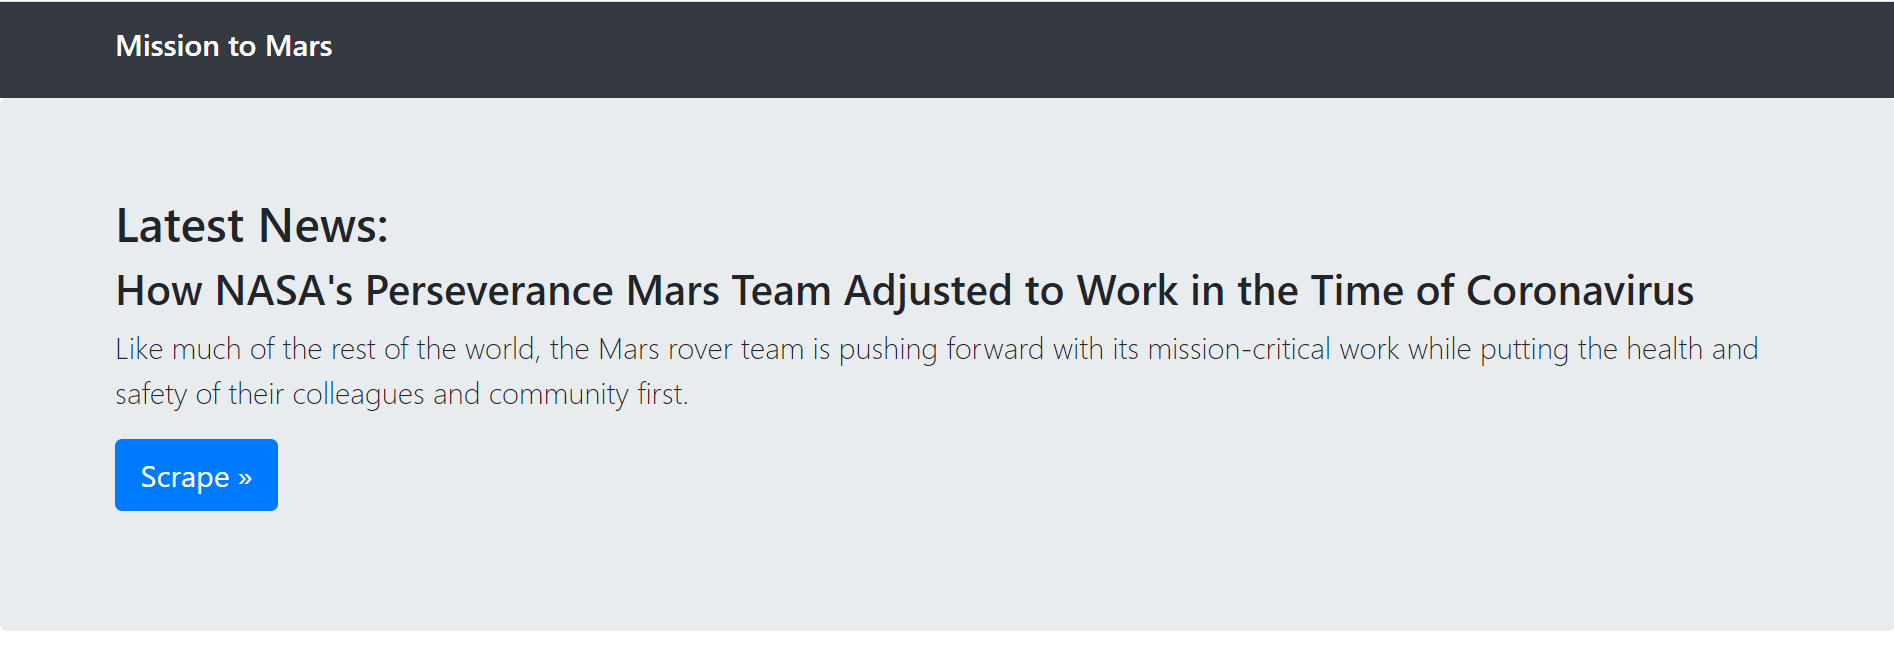 Mission to Mars
Latest News:
How NASA's Perseverance Mars Team Adjusted to Work in the Time of Coronavirus
Like much of the rest of the world, the Mars rover team is pushing forward with its mission-critical work while putting the health and
safety of their colleagues and community first.
Scrape »